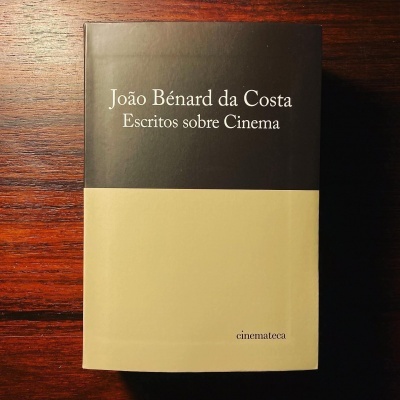 João Bénard da Costa
Escritos sobre Cinema
cinemateca